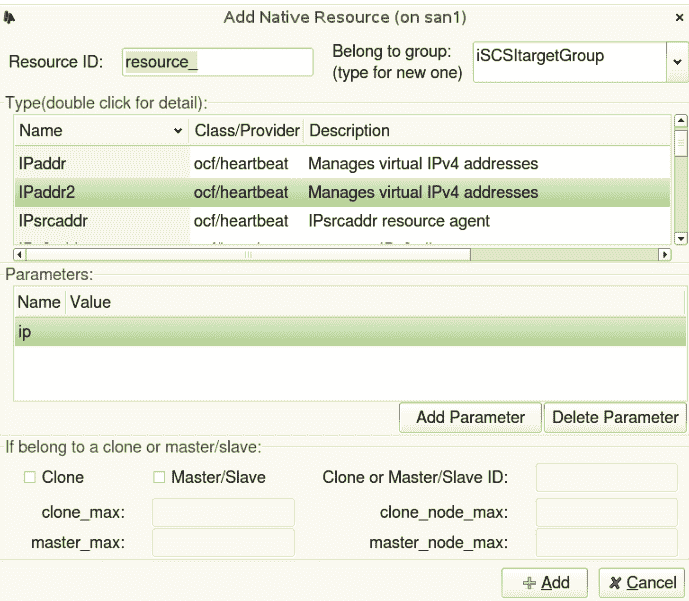 Add Native Resource (on san1)
Resource ID: resource_ Belong to group: (type for new one) iSCSItargetGroup
Type(double click for detail):
Name Class/Provider Description
IPaddr ocf/heartbeat Manages virtual IPv4 addresses
IPaddr2 ocf/heartbeat Manages virtual IPv4 addresses
IPsrcaddr ocf/heartbeat IPsrcaddr resource agent
Parameters:
Name Value
ip
Add Parameter Delete Parameter
If belong to a clone or master/slave:
Clone Master/Slave Clone or Master/Slave ID:
clone_max: clone_node_max:
master_max: master_node_max:
Add Cancel